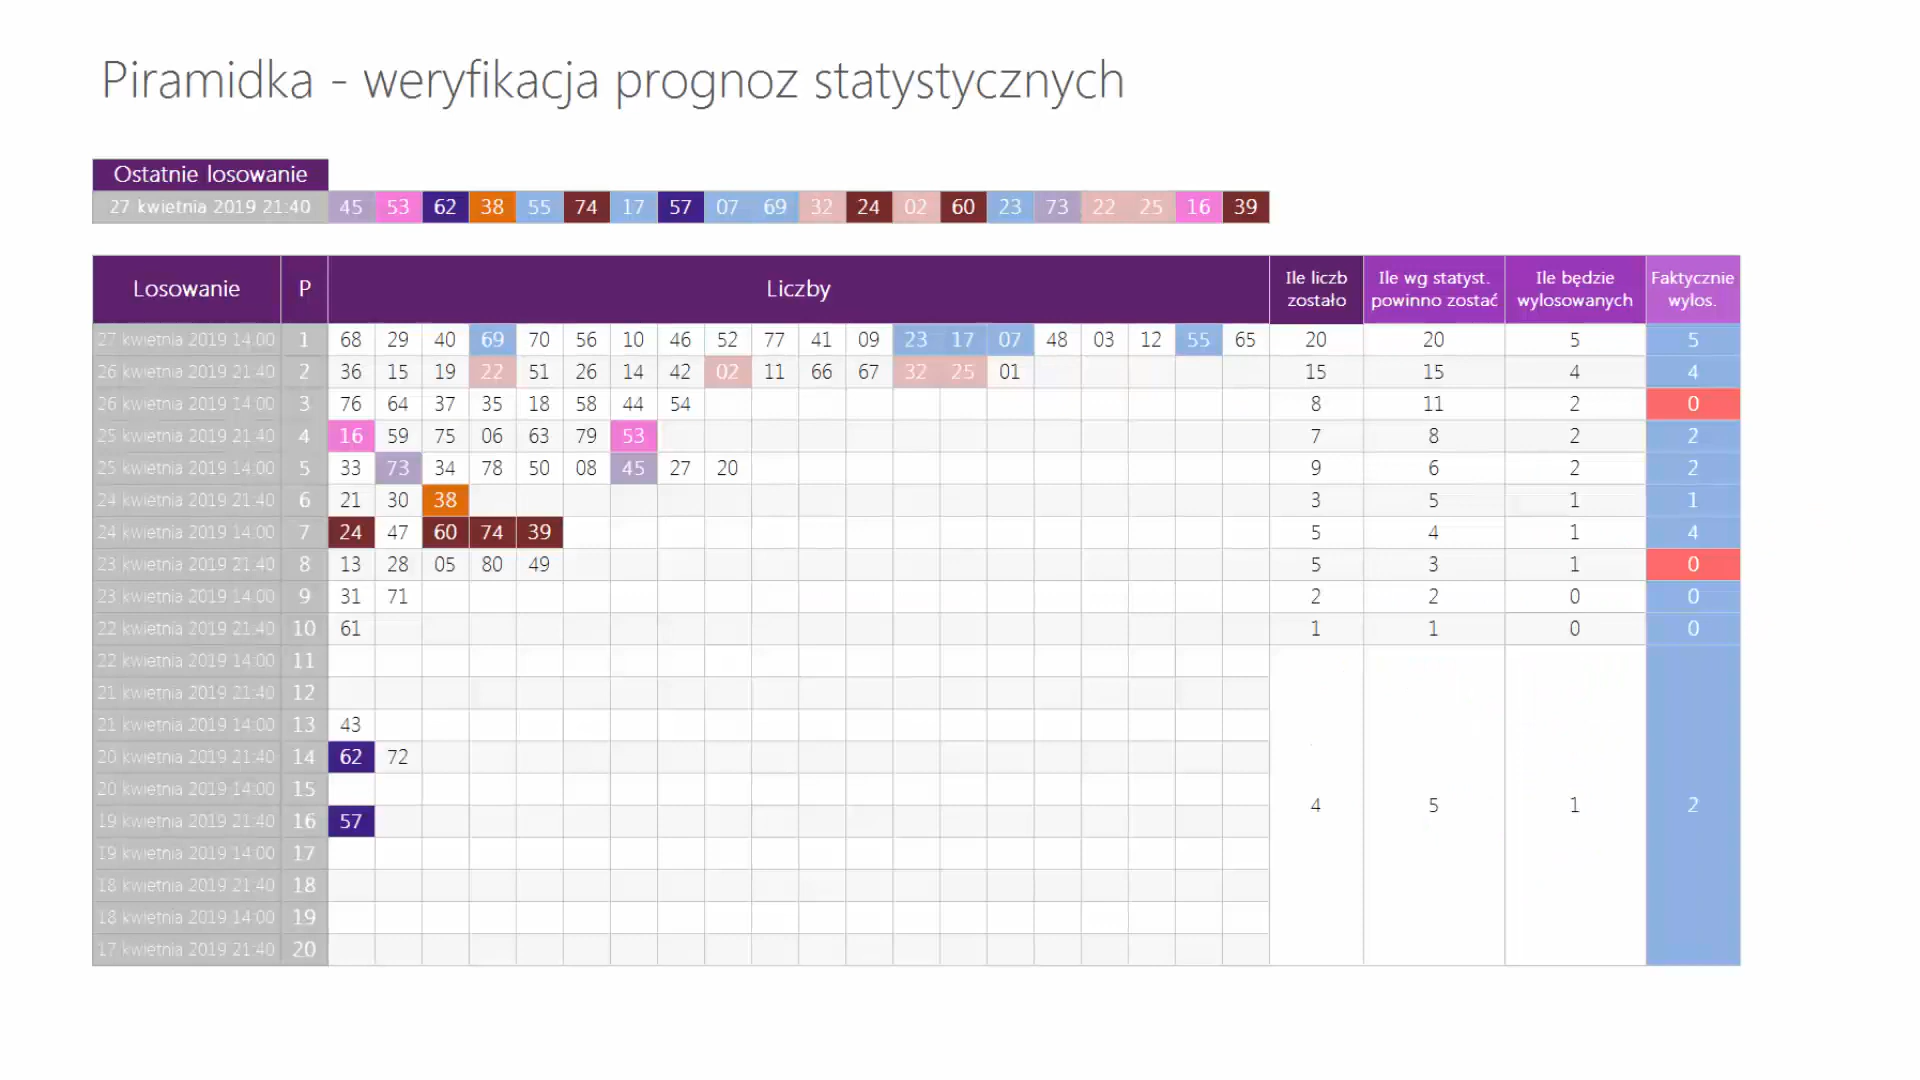 Piramidka - weryfikacja prognoz statystycznych
Ostatnie losowanie
27 kwietnia 2019 21:40 45 53 62 38 55 74 17 57 07 69 32 24 02 60 23 73 22 25 16 39
Losowanie P Liczby Ile liczb zostało Ile wg statyst. powinno zostać Ile będzie wylosowanych Faktycznie wylos.
27 kwietnia 2019 14:00 1 68 29 40 69 70 56 10 46 52 77 41 09 23 17 07 48 03 12 55 65 20 20 5 5
26 kwietnia 2019 21:40 2 36 15 19 22 51 26 14 42 02 11 66 67 32 25 01 15 15 4 4
26 kwietnia 2019 14:00 3 76 64 37 35 18 58 44 54 8 11 2 0
25 kwietnia 2019 21:40 4 16 59 75 06 63 79 53 7 8 2 2
25 kwietnia 2019 14:00 5 33 73 34 78 50 08 45 27 20 9 6 2 2
24 kwietnia 2019 21:40 6 21 30 38 3 5 1 1
24 kwietnia 2019 14:00 7 24 47 60 74 39 5 4 1 4
23 kwietnia 2019 21:40 8 13 28 05 80 49 5 3 1 0
23 kwietnia 2019 14:00 9 31 71 2 2 0 0
22 kwietnia 2019 21:40 10 61 1 1 0 0
22 kwietnia 2019 14:00 11
21 kwietnia 2019 21:40 12
21 kwietnia 2019 14:00 13 43
20 kwietnia 2019 21:40 14 62 72
20 kwietnia 2019 14:00 15
19 kwietnia 2019 21:40 16 57 4 5 1 2
19 kwietnia 2019 14:00 17
18 kwietnia 2019 21:40 18
18 kwietnia 2019 14:00 19
17 kwietnia 2019 21:40 20